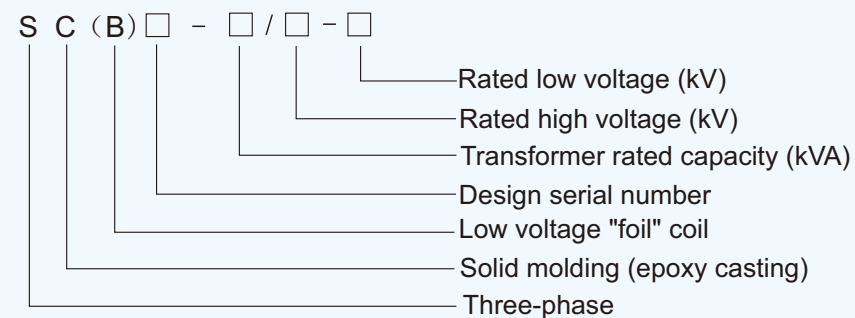 S C (B) □ - □ / □ - □
Rated low voltage (kV)
Rated high voltage (kV)
Transformer rated capacity (kVA)
Design serial number
Low voltage "foil" coil
Solid molding (epoxy casting)
Three-phase